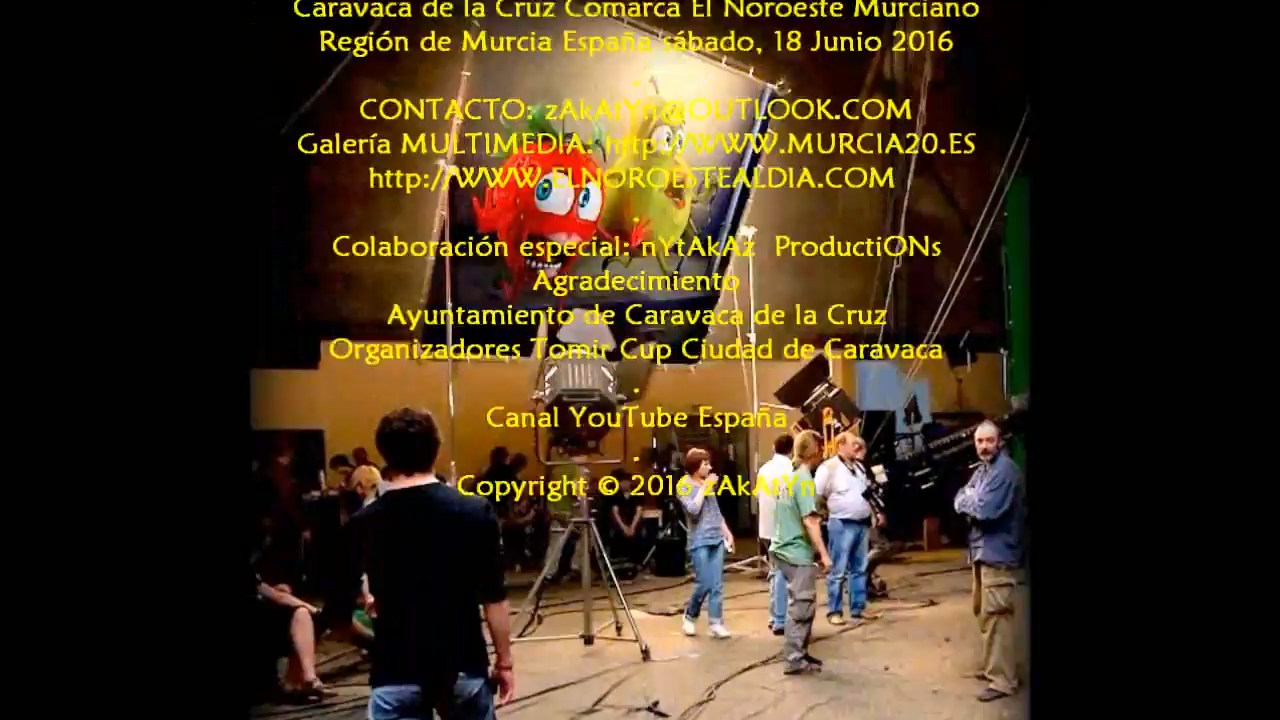 Caravaca de la Cruz Comarca El Noroeste Murciano
Región de Murcia España sábado, 18 Junio 2016
.
CONTACTO: zAkAtYn@OUTLOOK.COM
Galería MULTIMEDIA: http://WWW.MURCIA20.ES
http://WWW.ELNOROESTEALDIA.COM
.
Colaboración especial: nYtAkAz ProductiONs
Agradecimiento
Ayuntamiento de Caravaca de la Cruz
Organizadores Tomir Cup Ciudad de Caravaca
.
Canal YouTube España
.
Copyright © 2016 zAkAtYn